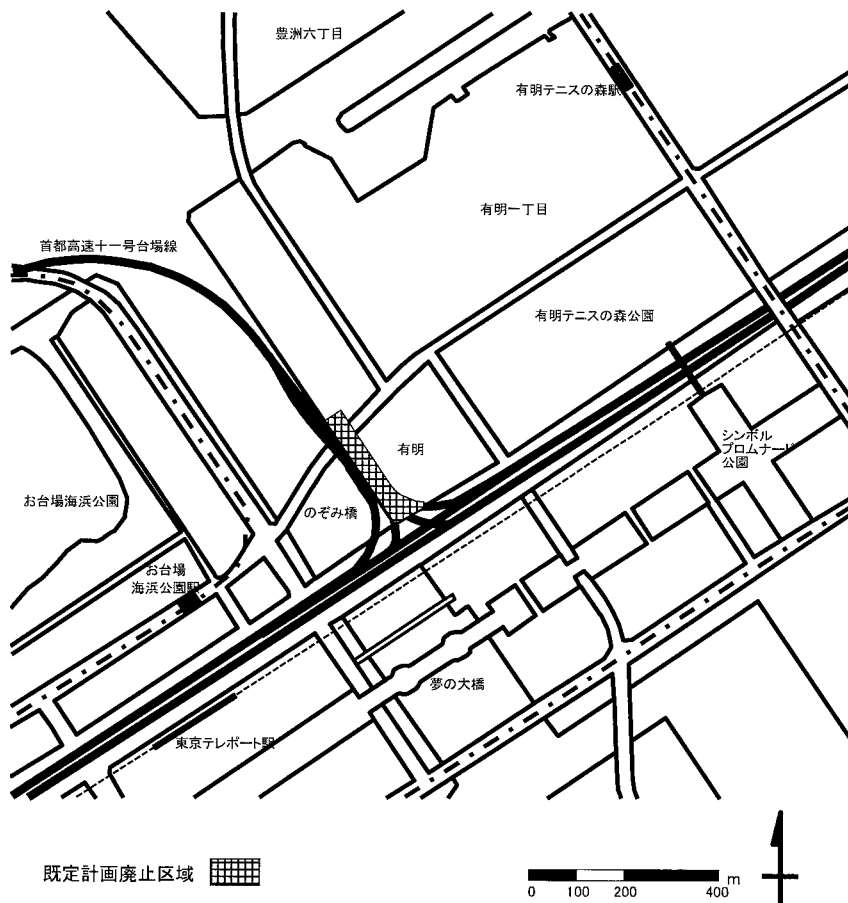 豊洲六丁目
有明テニスの森駅
有明一丁目
首都高速十一号台場線
有明テニスの森公園
有明
シンボル
プロムナード
公園
お台場海浜公園
のぞみ橋
お台場
海浜公園駅
夢の大橋
東京テレポート駅
既定計画廃止区域
0 100 200 400 m